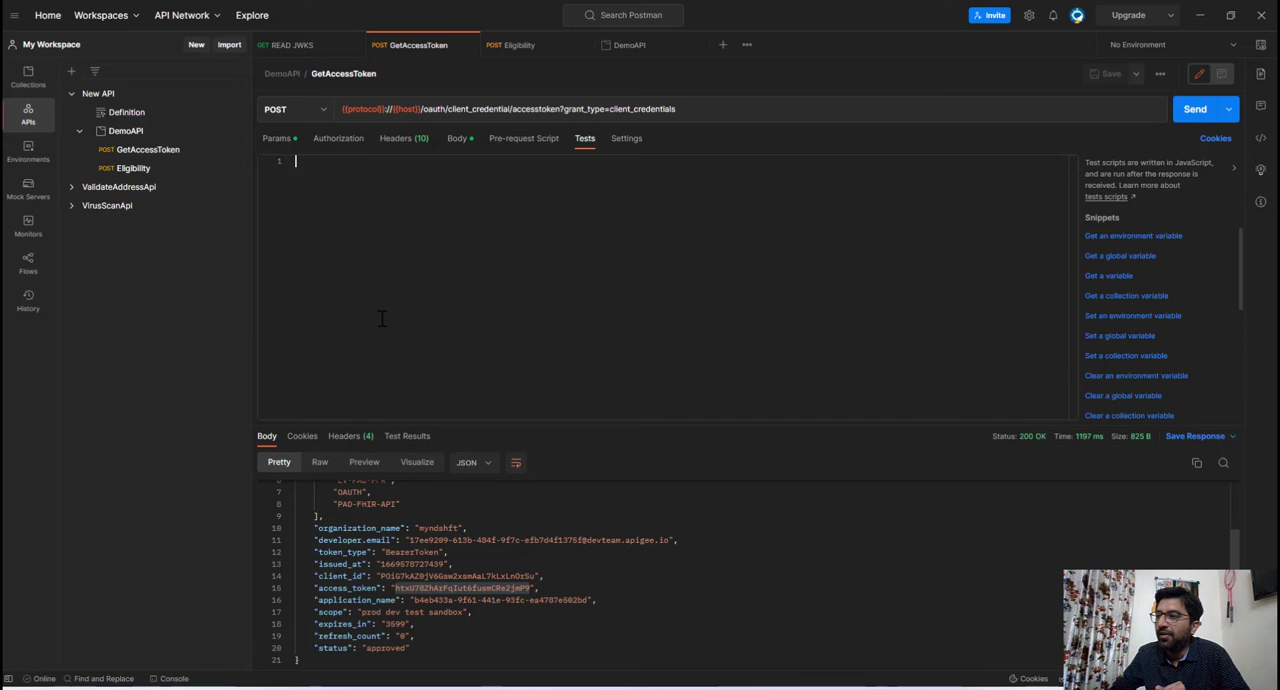 Home Workspaces API Network Explore Search Postman Invite Upgrade
My Workspace New Import GET READ JWKS POST GetAccessToken POST Eligibility DemoAPI No Environment
Collections
APIs
Environments
Mock Servers
Monitors
Flows
History
New API
Definition
DemoAPI
POST GetAccessToken
POST Eligibility
ValidateAddressApi
VirusScanApi
DemoAPI / GetAccessToken Save
POST {{protocol}}://{{host}}/oauth/client_credential/accesstoken?grant_type=client_credentials Send
Params Authorization Headers (10) Body Pre-request Script Tests Settings Cookies
1
Test scripts are written in JavaScript,
and are run after the response is
received. Learn more about
tests scripts
Snippets
Get an environment variable
Get a global variable
Get a variable
Get a collection variable
Set an environment variable
Set a global variable
Set a collection variable
Clear an environment variable
Clear a global variable
Clear a collection variable
Body Cookies Headers (4) Test Results Status: 200 OK Time: 1197 ms Size: 825 B Save Response
Pretty Raw Preview Visualize JSON
7 "OAUTH",
8 "PAD-FHIR-API"
9 ],
10 "organization_name": "myndshft",
11 "developer.email": "17ee9209-613b-484f-9f7c-efb7d4f1375f@devteam.apigee.io",
12 "token_type": "BearerToken",
13 "issued_at": "1669578727439",
14 "client_id": "POiG7kAZ0jV6Gsw2xsmAaL7kLxLnOzSu",
15 "access_token": "htxU78ZhAzFqIut6fusmCRe2jmP9",
16 "application_name": "b4eb433a-9f61-441e-93fc-ea4787e502bd",
17 "scope": "prod dev test sandbox",
18 "expires_in": "3599",
19 "refresh_count": "0",
20 "status": "approved"
21 }
Online Find and Replace Console Cookies